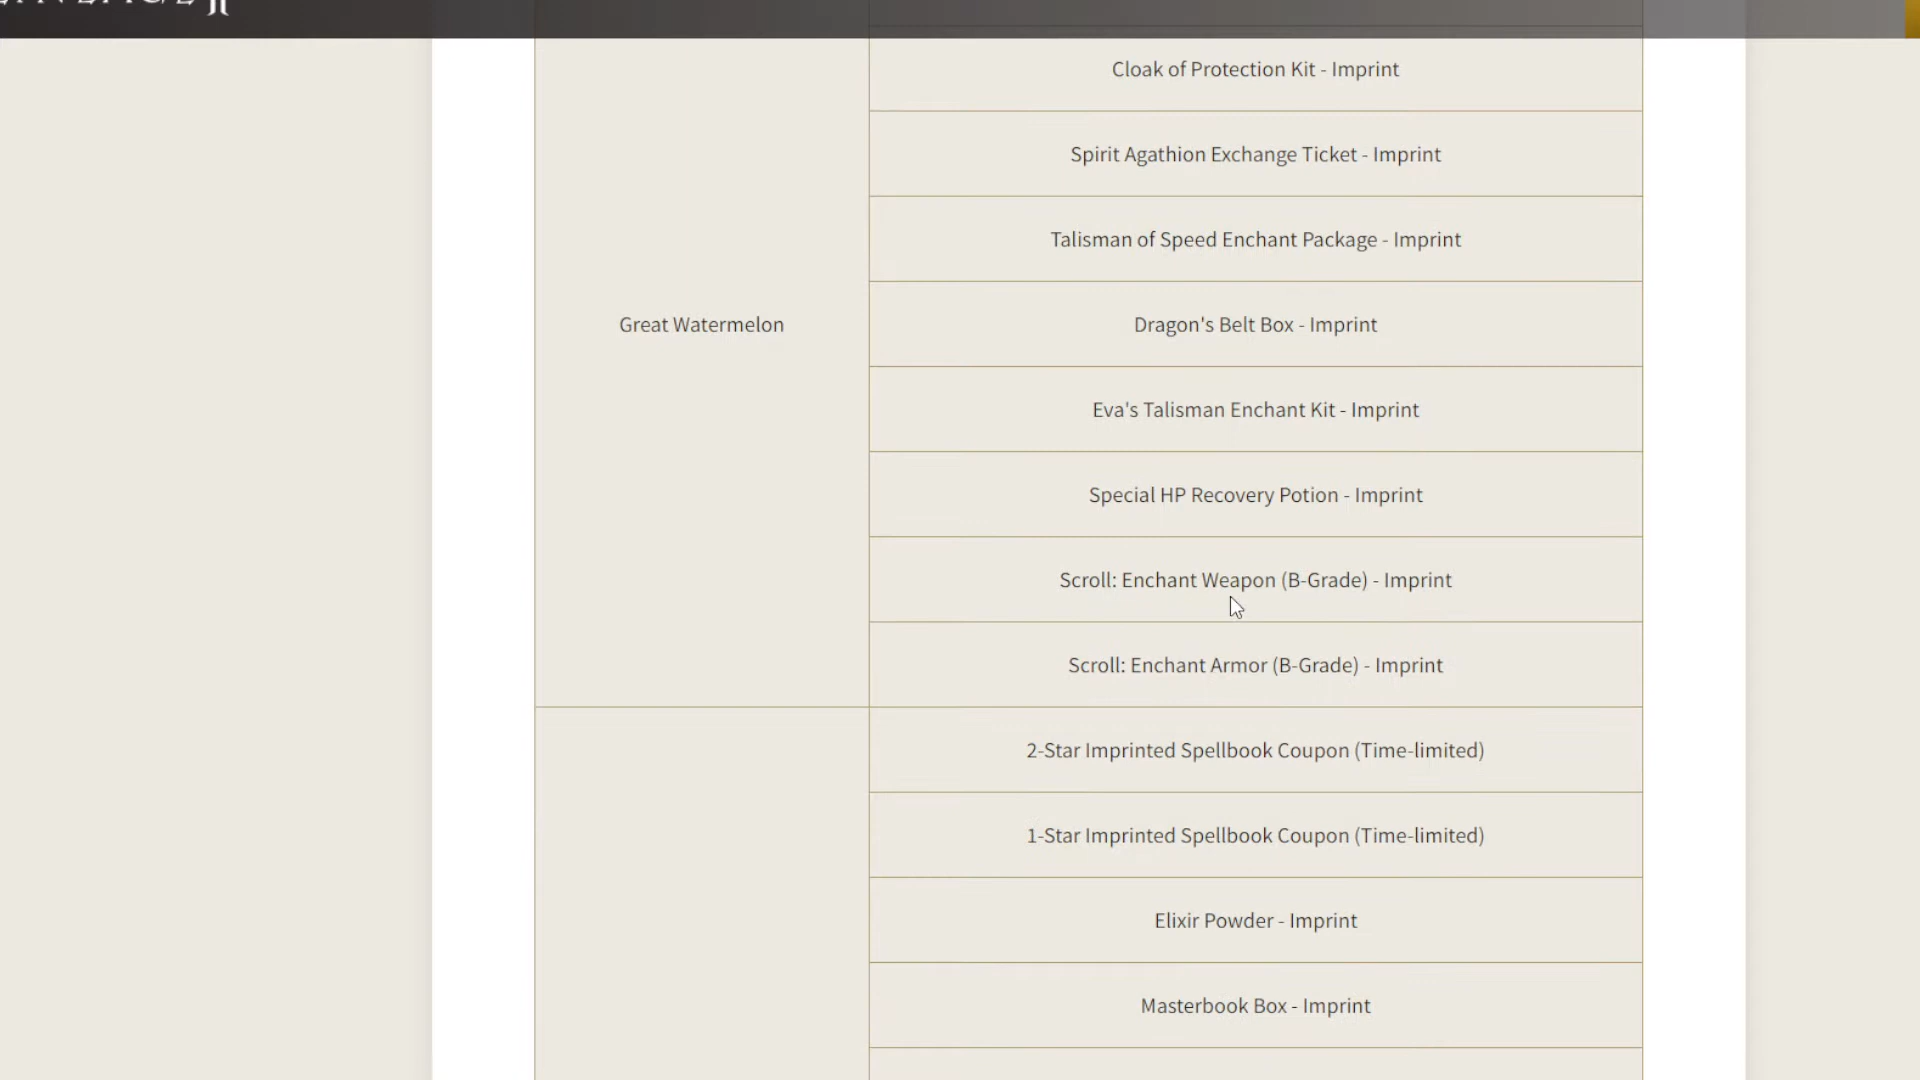 Cloak of Protection Kit - Imprint
Spirit Agathion Exchange Ticket - Imprint
Talisman of Speed Enchant Package - Imprint
Great Watermelon
Dragon's Belt Box - Imprint
Eva's Talisman Enchant Kit - Imprint
Special HP Recovery Potion - Imprint
Scroll: Enchant Weapon (B-Grade) - Imprint
Scroll: Enchant Armor (B-Grade) - Imprint
2-Star Imprinted Spellbook Coupon (Time-limited)
1-Star Imprinted Spellbook Coupon (Time-limited)
Elixir Powder - Imprint
Masterbook Box - Imprint